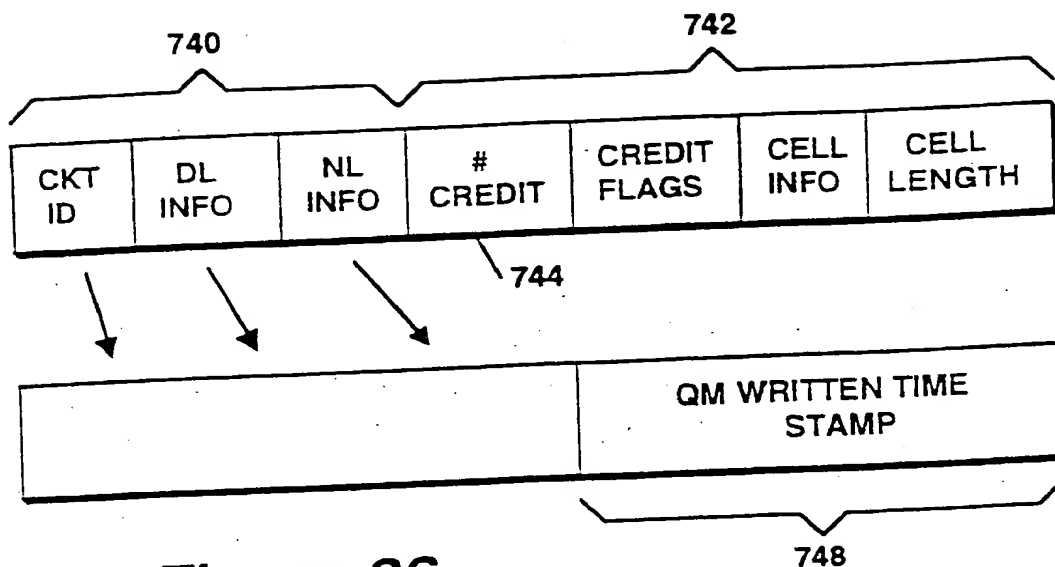 740
742
CKT ID
DL INFO
NL INFO
# CREDIT
CREDIT FLAGS
CELL INFO
CELL LENGTH
744
QM WRITTEN TIME STAMP
748